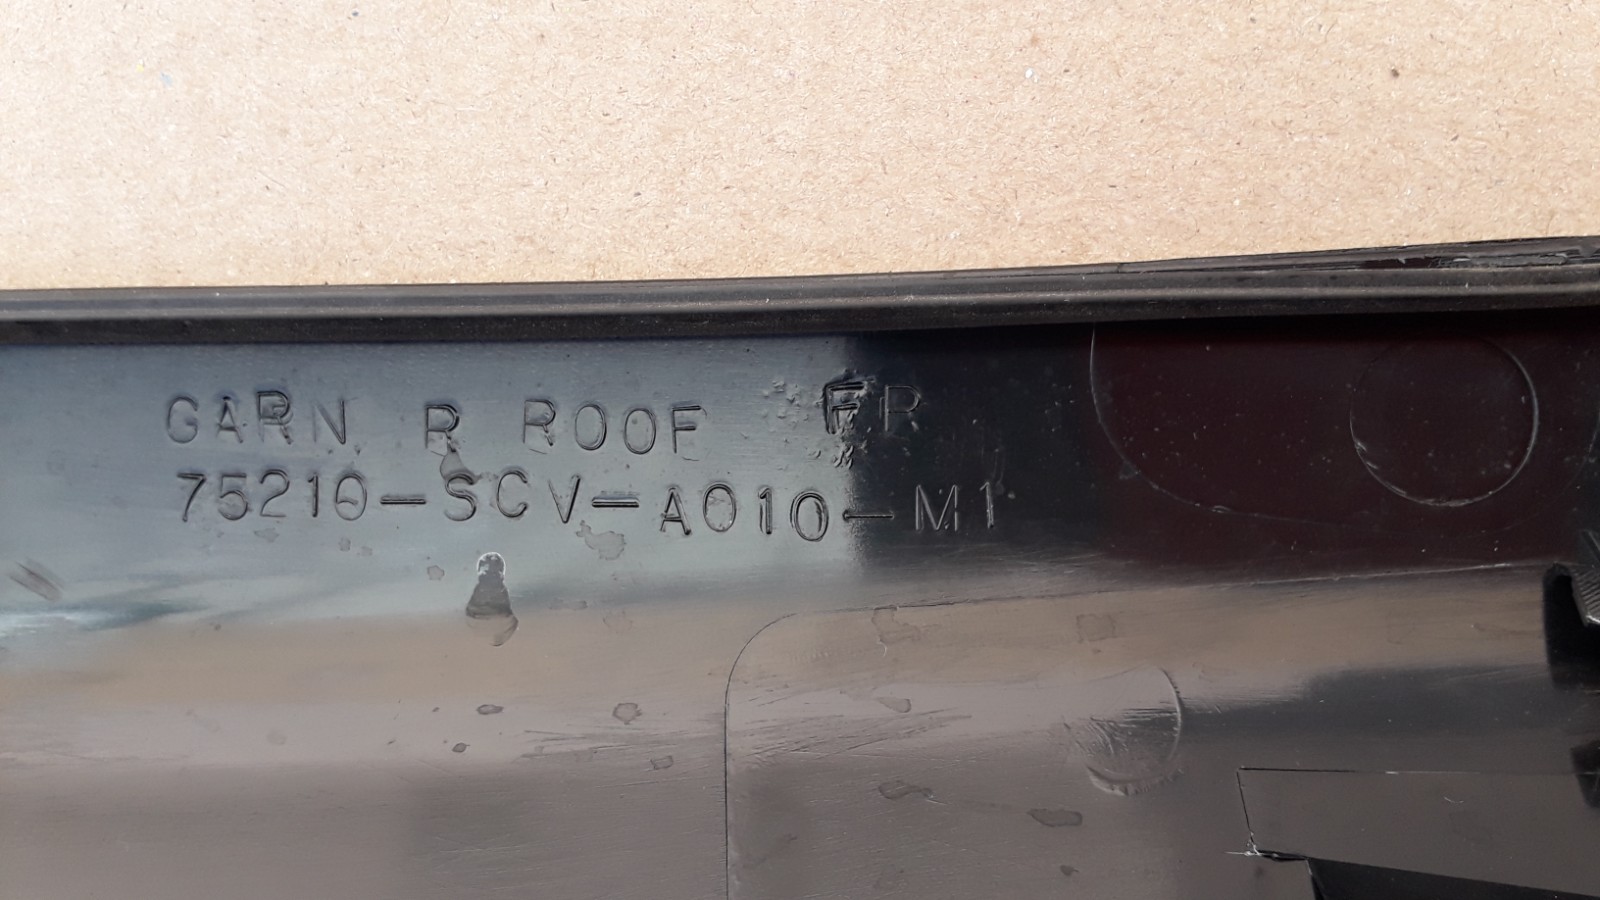 GARN R ROOF FR
75210-SCV-A010-M1